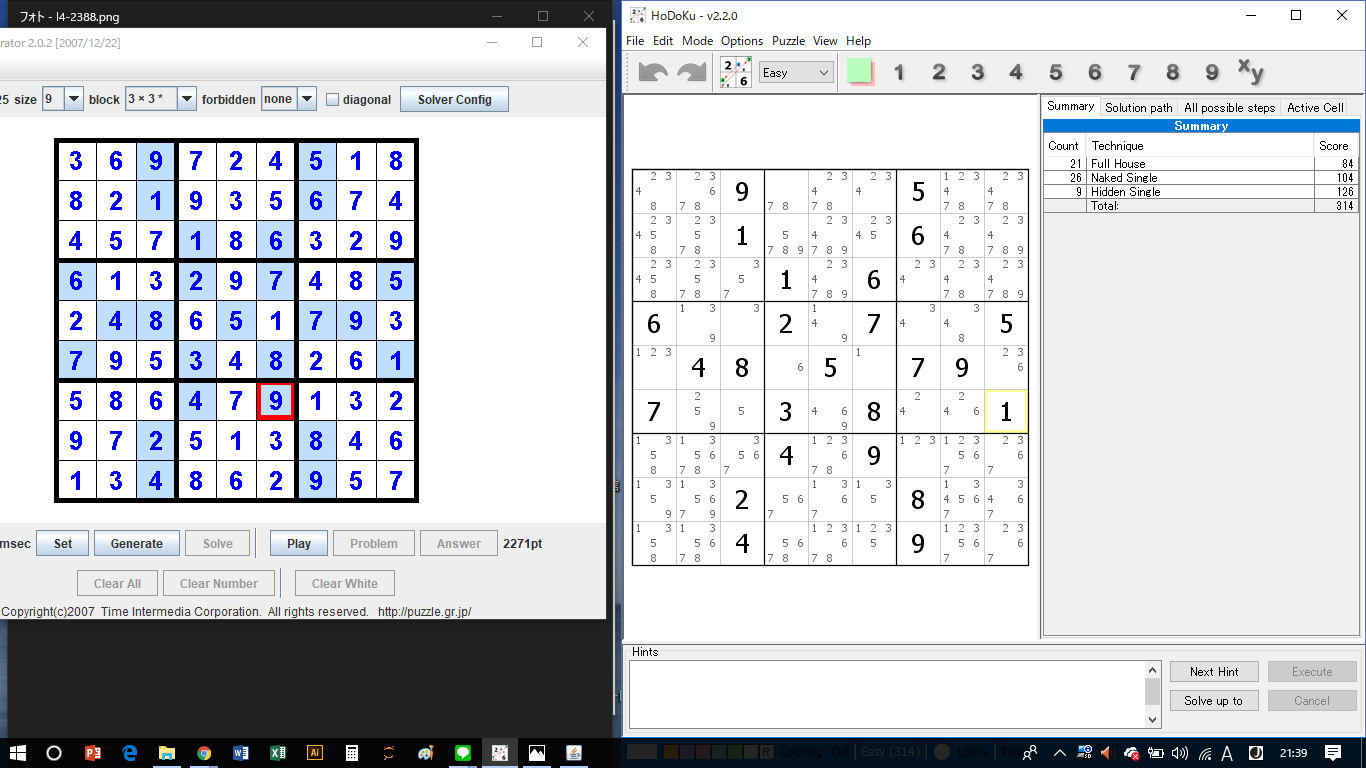 フォト - l4-2388.png
rator 2.0.2 [2007/12/22]
25 size 9 block 3 × 3 * forbidden none diagonal Solver Config
3 6 9 7 2 4 5 1 8
8 2 1 9 3 5 6 7 4
4 5 7 1 8 6 3 2 9
6 1 3 2 9 7 4 8 5
2 4 8 6 5 1 7 9 3
7 9 5 3 4 8 2 6 1
5 8 6 4 7 9 1 3 2
9 7 2 5 1 3 8 4 6
1 3 4 8 6 2 9 5 7
msec Set Generate Solve Play Problem Answer 2271pt
Clear All Clear Number Clear White
Copyright(c)2007 Time Intermedia Corporation. All rights reserved. http://puzzle.gr.jp/
HoDoKu - v2.2.0
File Edit Mode Options Puzzle View Help
Easy 1 2 3 4 5 6 7 8 9 xy
9 5
1 6
1 6
6 2 7 5
4 8 5 7 9
7 3 8 1
4 9
2 8
4 9
Summary Solution path All possible steps Active Cell
Summary
Count Technique Score
21 Full House 84
26 Naked Single 104
9 Hidden Single 126
Total: 314
Hints
Next Hint Execute
Solve up to Cancel
Easy (314) 100%
21:39